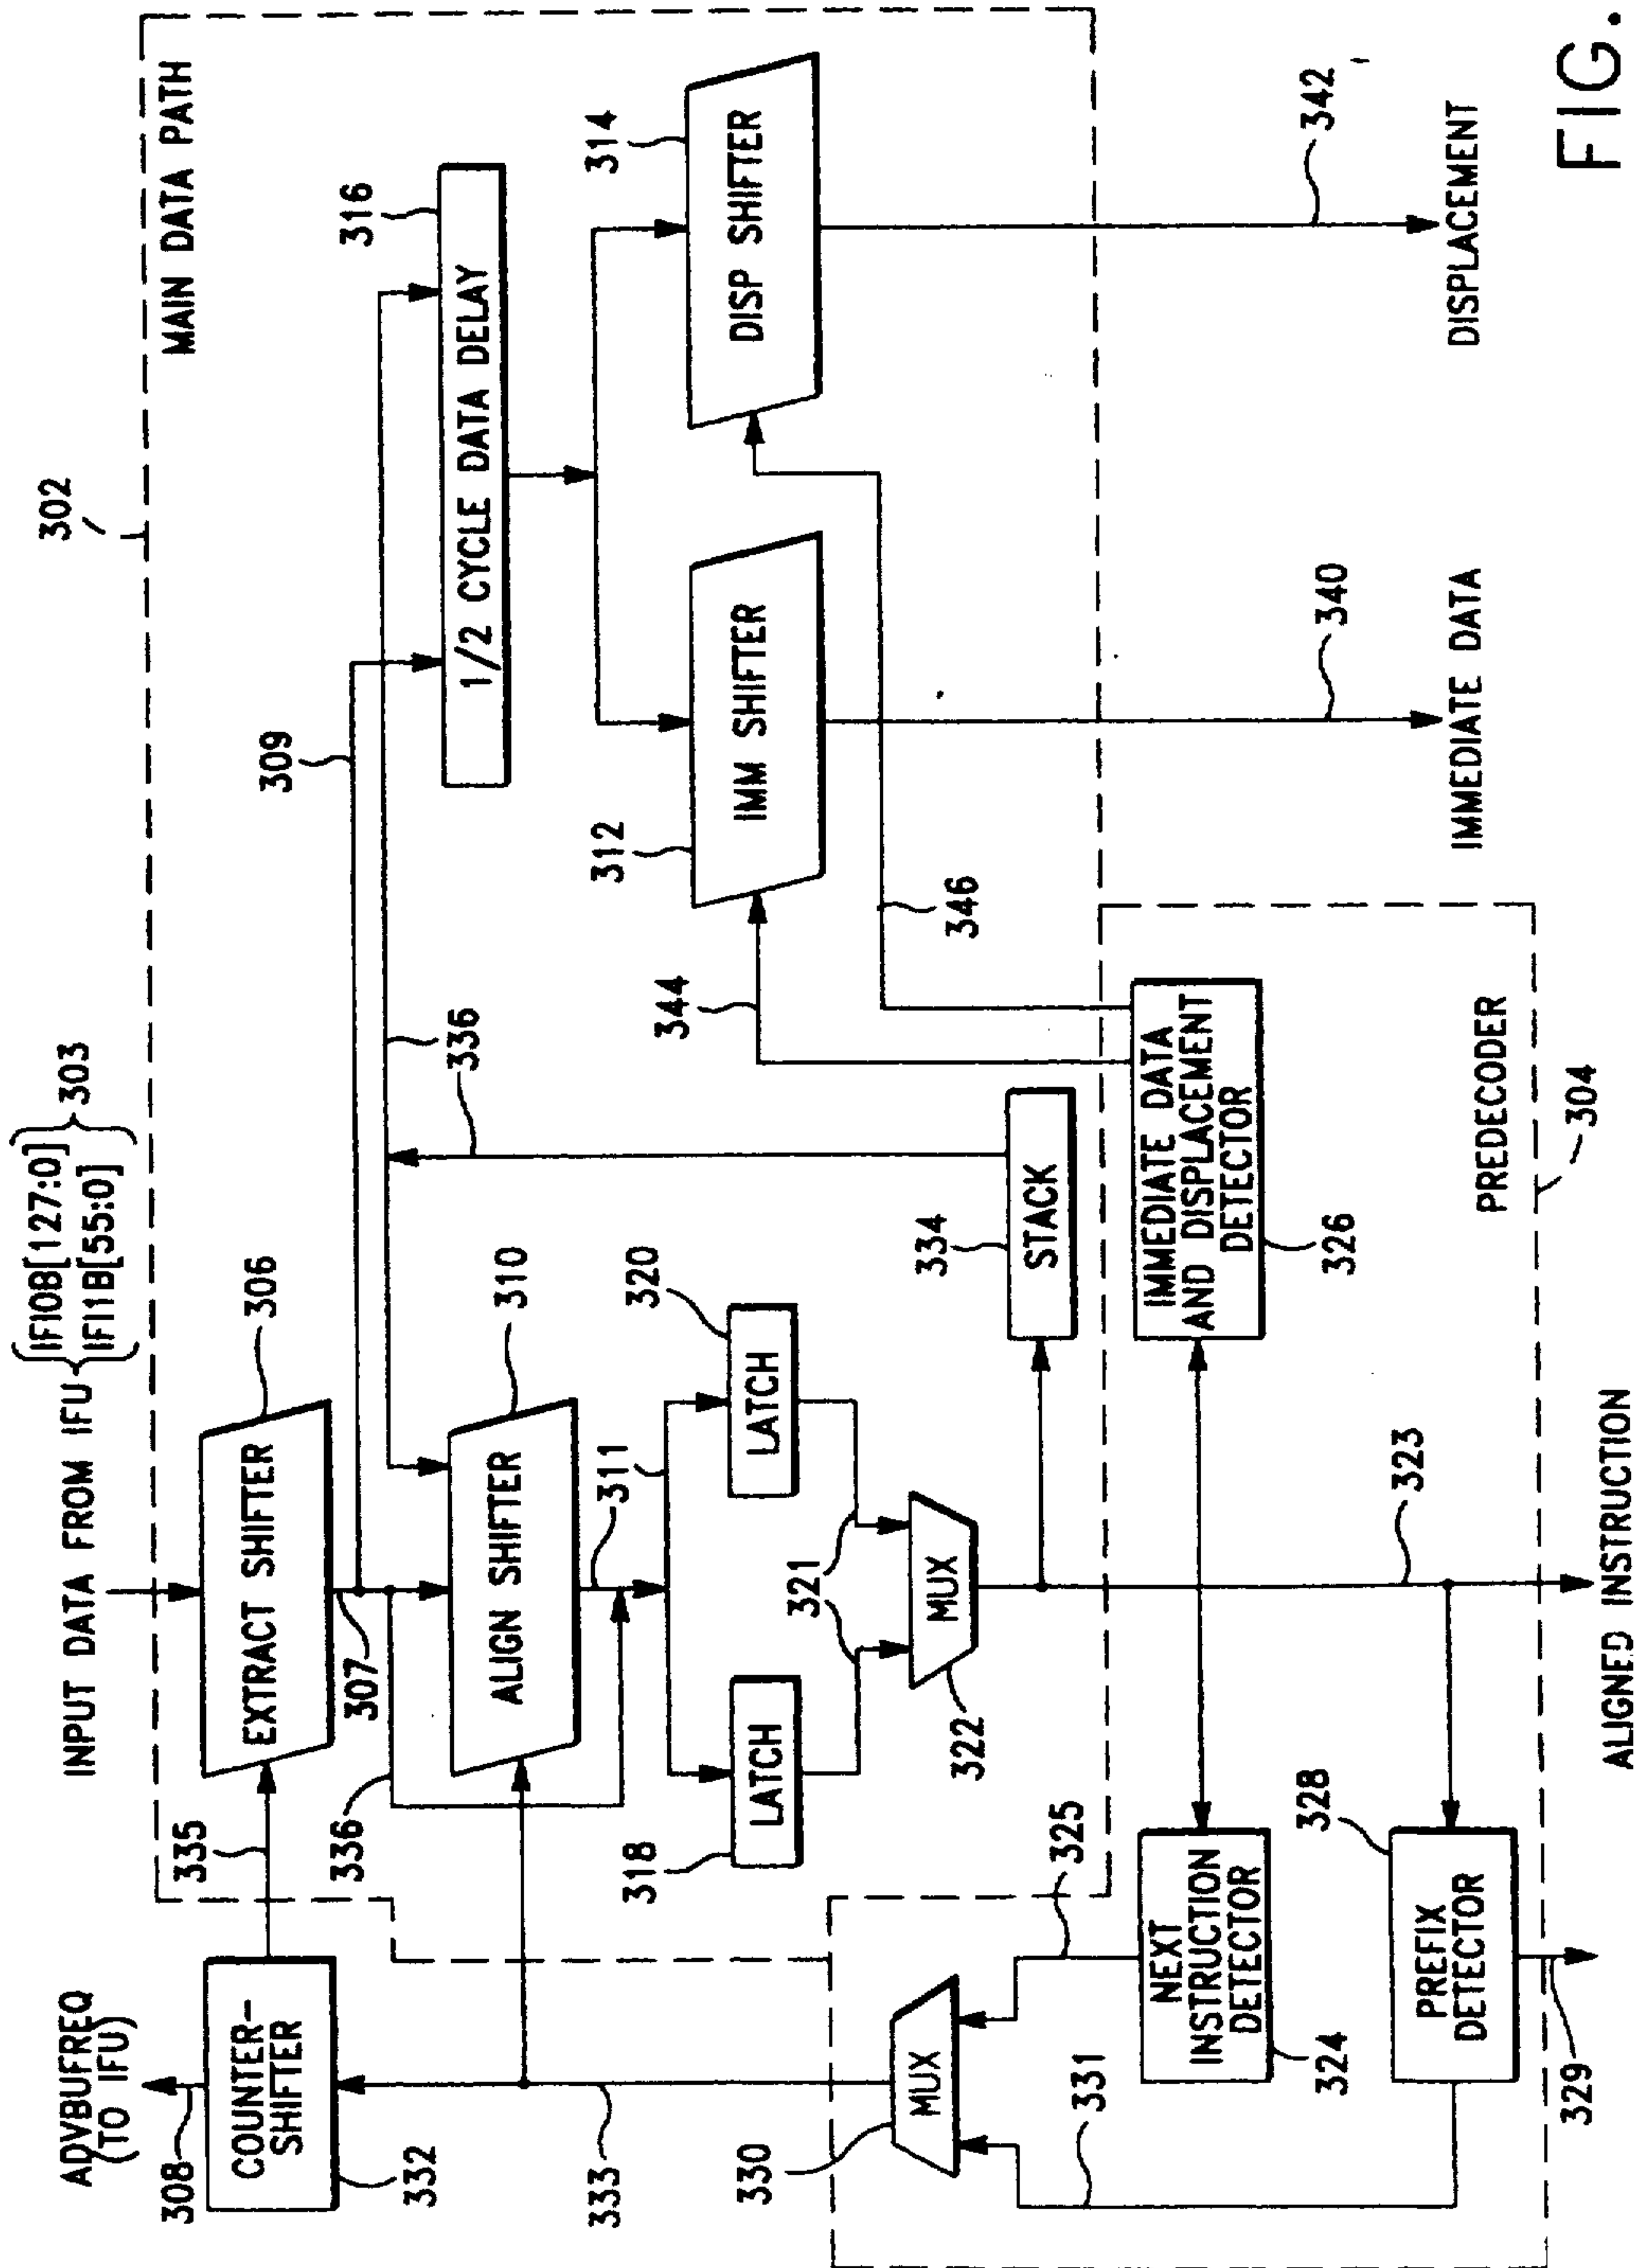 INPUT DATA FROM IFU { IFI0B[127:0] } 303
IFI1B[55:0]
302
MAIN DATA PATH
ADVBUFREQ
(TO IFU)
308
COUNTER-
SHIFTER
332
335
EXTRACT SHIFTER
306
307
309
336
336
ALIGN SHIFTER
310
311
336
316
1/2 CYCLE DATA DELAY
333
318
LATCH
320
LATCH
321
MUX
322
312
IMM SHIFTER
314
DISP SHIFTER
344
346
334
STACK
330
MUX
331
325
NEXT
INSTRUCTION
DETECTOR
324
IMMEDIATE DATA
AND DISPLACEMENT
DETECTOR
326
328
PREFIX
DETECTOR
329
323
PREDECODER
304
340
342
ALIGNED INSTRUCTION
IMMEDIATE DATA
DISPLACEMENT
FIG.